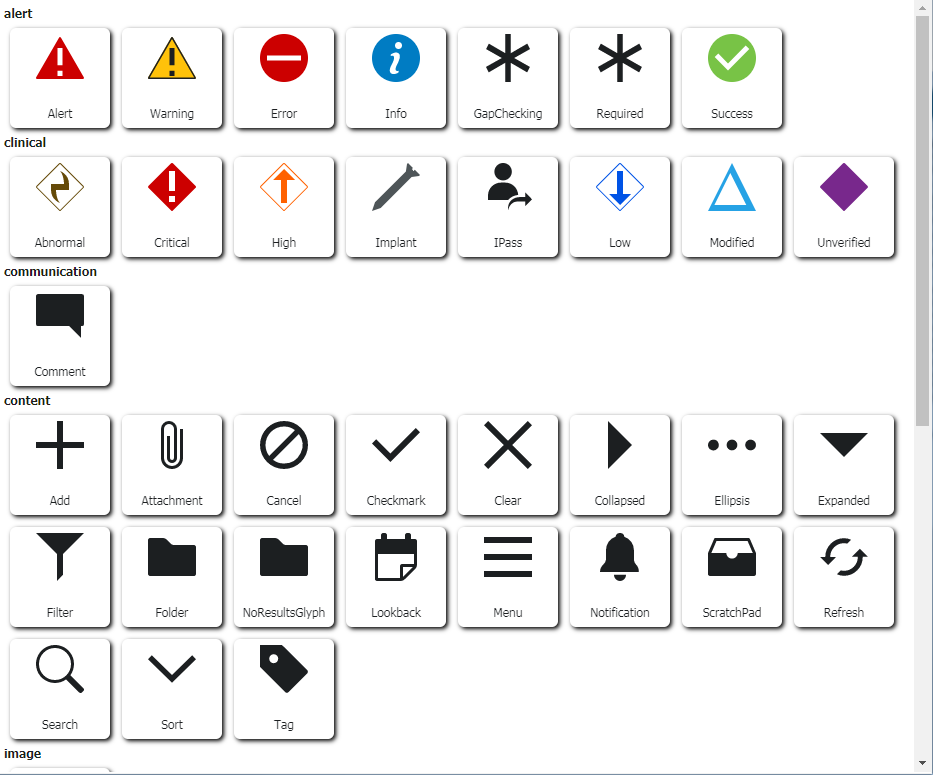 alert
Alert Warning Error Info GapChecking Required Success
clinical
Abnormal Critical High Implant IPass Low Modified Unverified
communication
Comment
content
Add Attachment Cancel Checkmark Clear Collapsed Ellipsis Expanded
Filter Folder NoResultsGlyph Lookback Menu Notification ScratchPad Refresh
Search Sort Tag
image